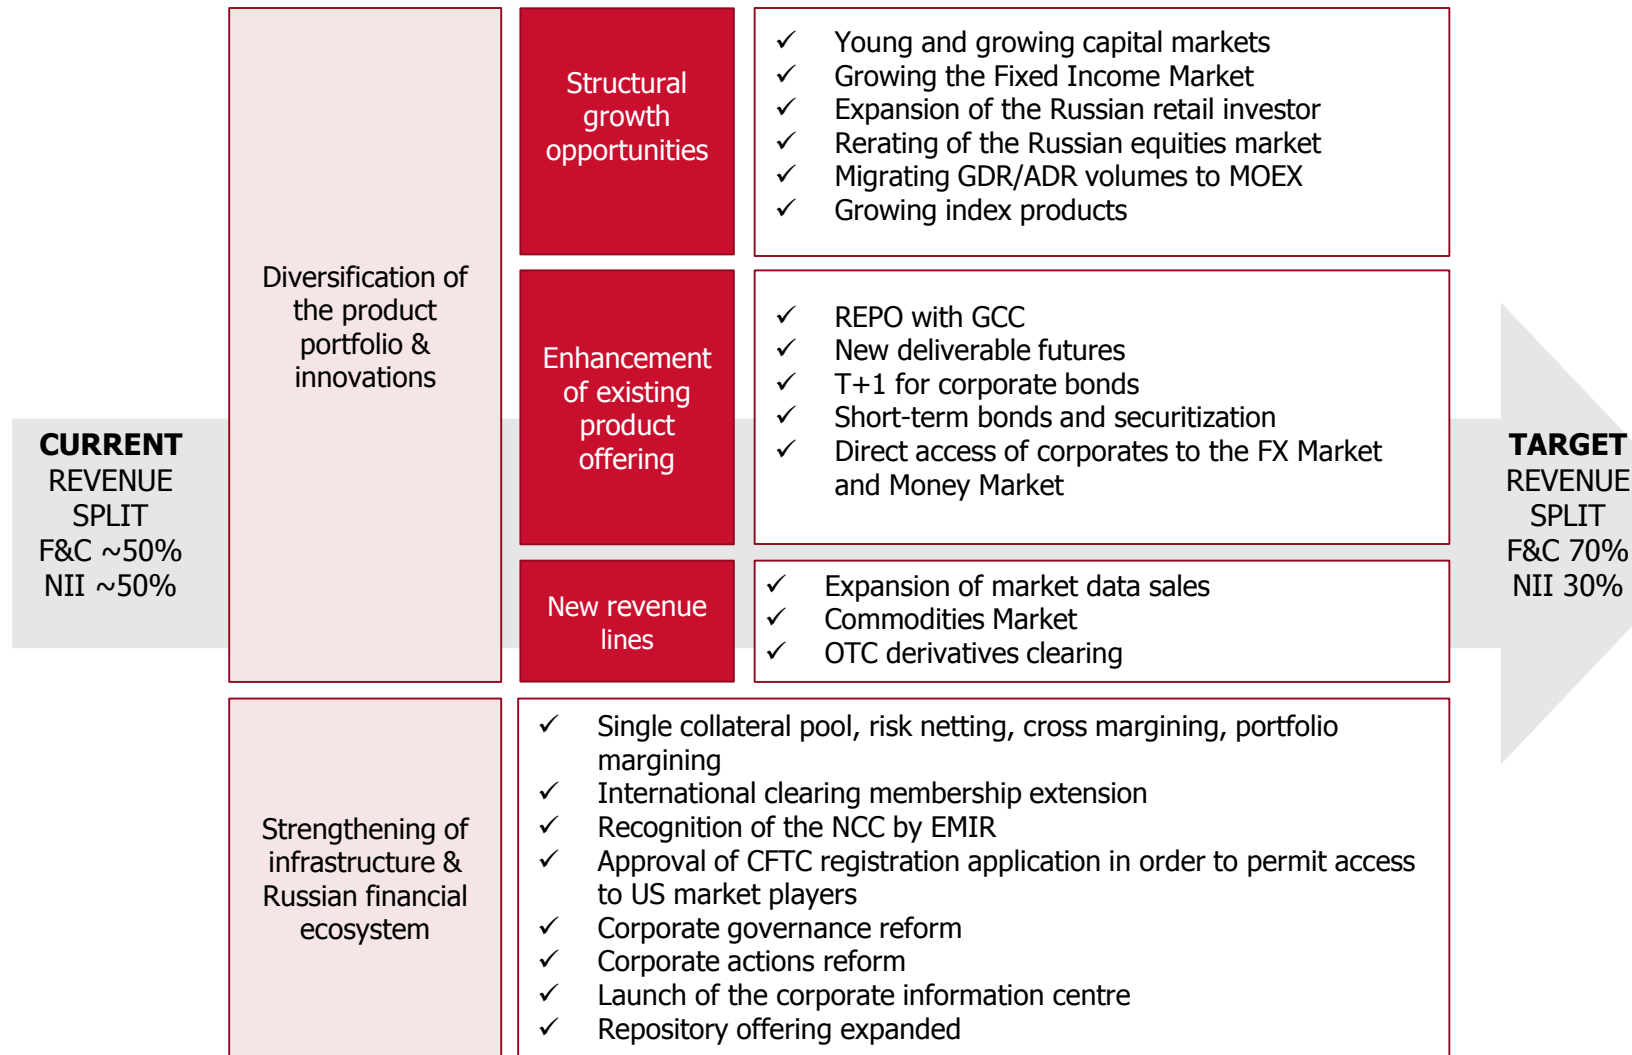 CURRENT
REVENUE
SPLIT
F&C ~50%
NII ~50%
Diversification of
the product
portfolio &
innovations
Structural
growth
opportunities
✓ Young and growing capital markets
✓ Growing the Fixed Income Market
✓ Expansion of the Russian retail investor
✓ Rerating of the Russian equities market
✓ Migrating GDR/ADR volumes to MOEX
✓ Growing index products
Enhancement
of existing
product
offering
✓ REPO with GCC
✓ New deliverable futures
✓ T+1 for corporate bonds
✓ Short-term bonds and securitization
✓ Direct access of corporates to the FX Market
and Money Market
New revenue
lines
✓ Expansion of market data sales
✓ Commodities Market
✓ OTC derivatives clearing
Strengthening of
infrastructure &
Russian financial
ecosystem
✓ Single collateral pool, risk netting, cross margining, portfolio
margining
✓ International clearing membership extension
✓ Recognition of the NCC by EMIR
✓ Approval of CFTC registration application in order to permit access
to US market players
✓ Corporate governance reform
✓ Corporate actions reform
✓ Launch of the corporate information centre
✓ Repository offering expanded
TARGET
REVENUE
SPLIT
F&C 70%
NII 30%